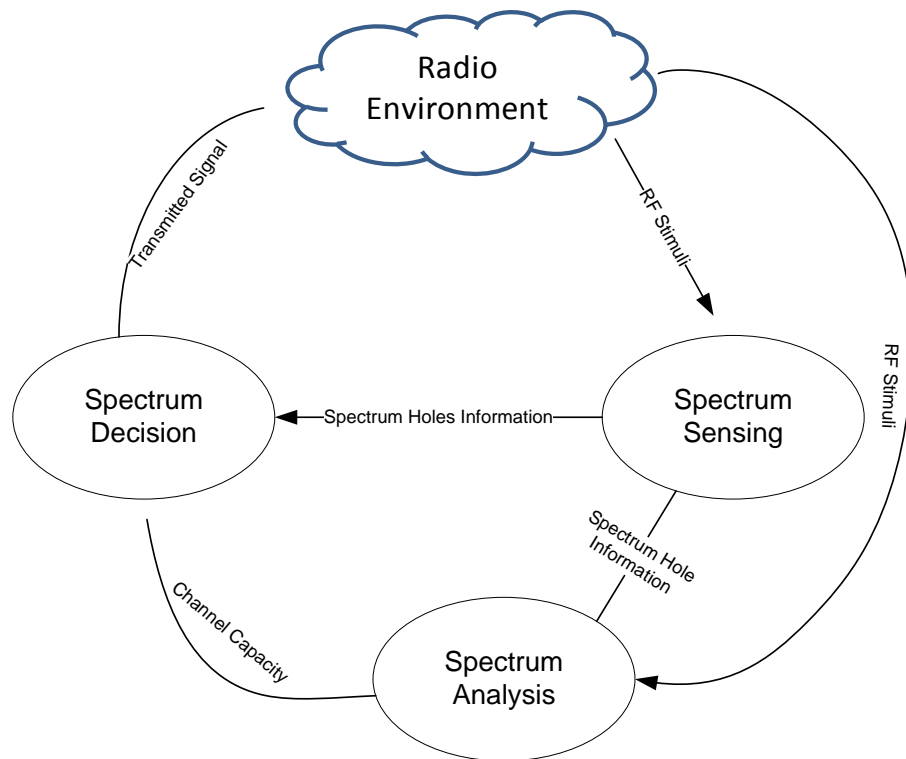 Radio
Environment
Transmitted Signal
RF Stimuli
RF Stimuli
Spectrum
Decision
Spectrum Holes Information
Spectrum
Sensing
Spectrum Hole
Information
Channel Capacity
Spectrum
Analysis